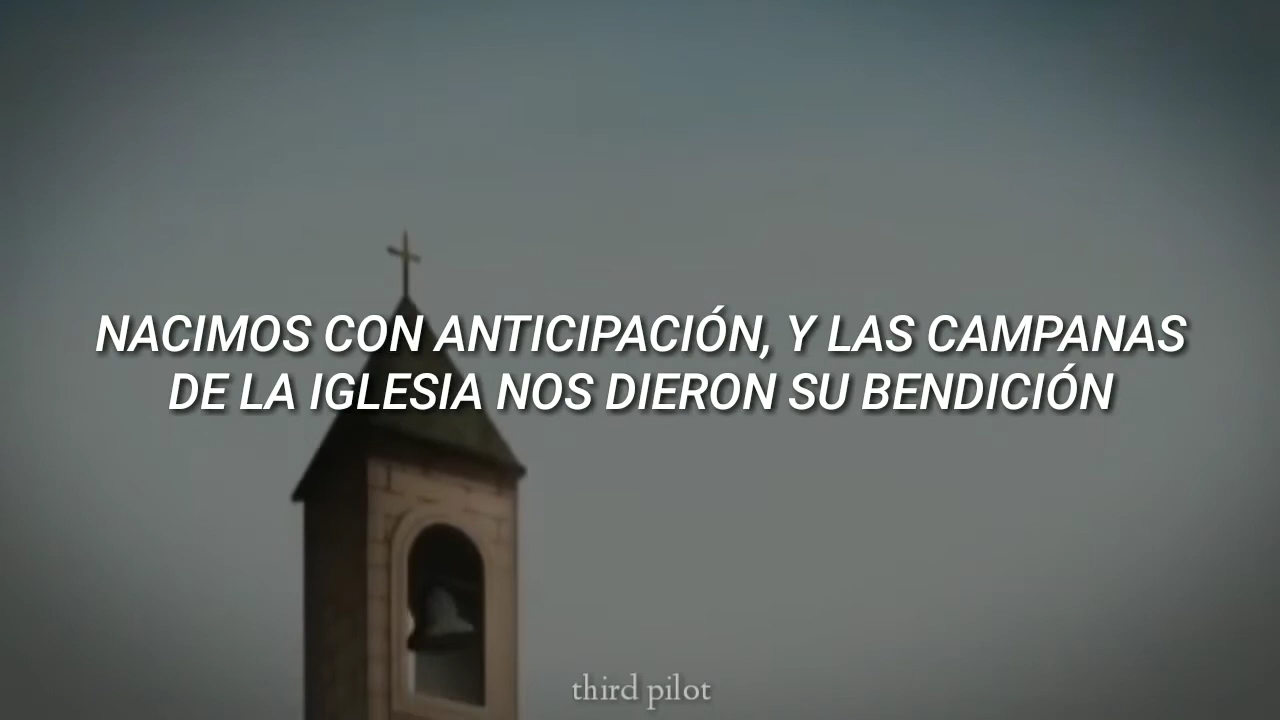 NACIMOS CON ANTICIPACIÓN, Y LAS CAMPANAS
DE LA IGLESIA NOS DIERON SU BENDICIÓN
third pilot